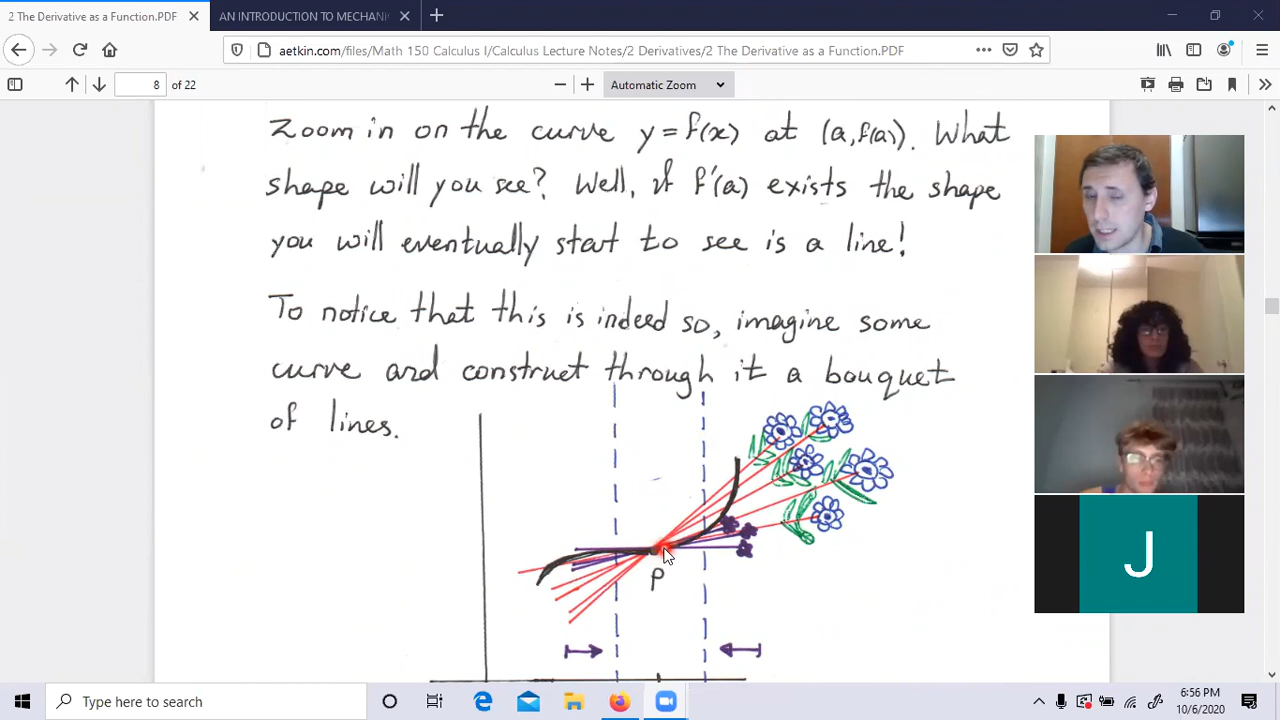 2 The Derivative as a Function.PDF
AN INTRODUCTION TO MECHANI
aetkin.com/files/Math 150 Calculus I/Calculus Lecture Notes/2 Derivatives/2 The Derivative as a Function.PDF
8 of 22
Automatic Zoom
Zoom in on the curve y = f(x) at (a, f(a)). What
shape will you see? Well, if f'(a) exists the shape
you will eventually start to see is a line!
To notice that this is indeed so, imagine some
curve and construct through it a bouquet
of lines.
P
J
Type here to search
6:56 PM
10/6/2020